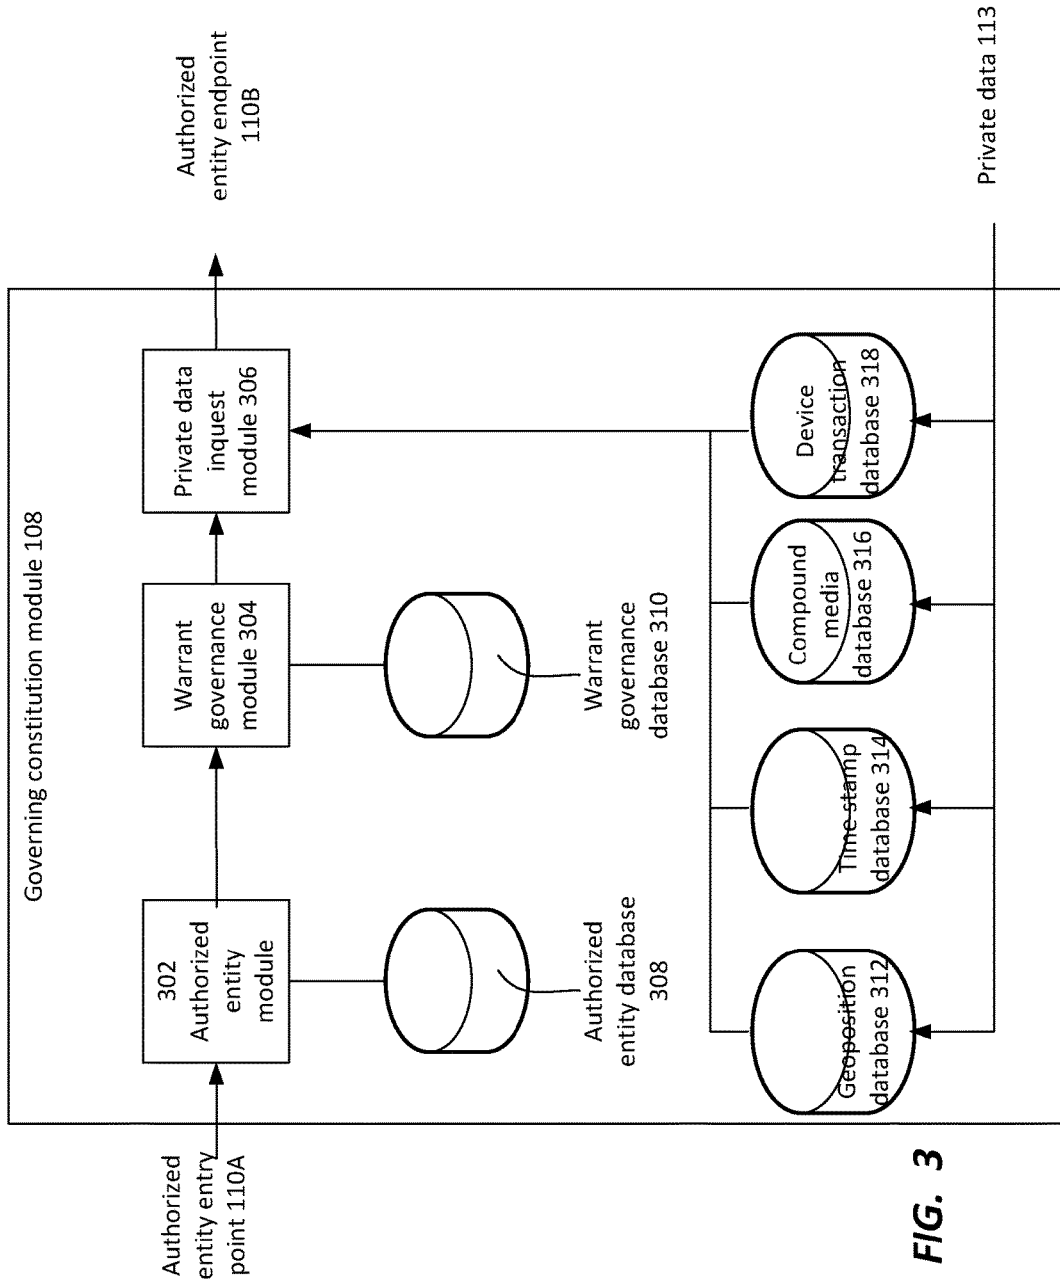 Governing constitution module 108
Authorized
entity entry
point 110A
302
Authorized
entity
module
Warrant
governance
module 304
Private data
inquest
module 306
Authorized
entity endpoint
110B
Authorized
entity database
308
Warrant
governance
database 310
Geoposition
database 312
Time stamp
database 314
Compound
media
database 316
Device
transaction
database 318
Private data 113
FIG. 3